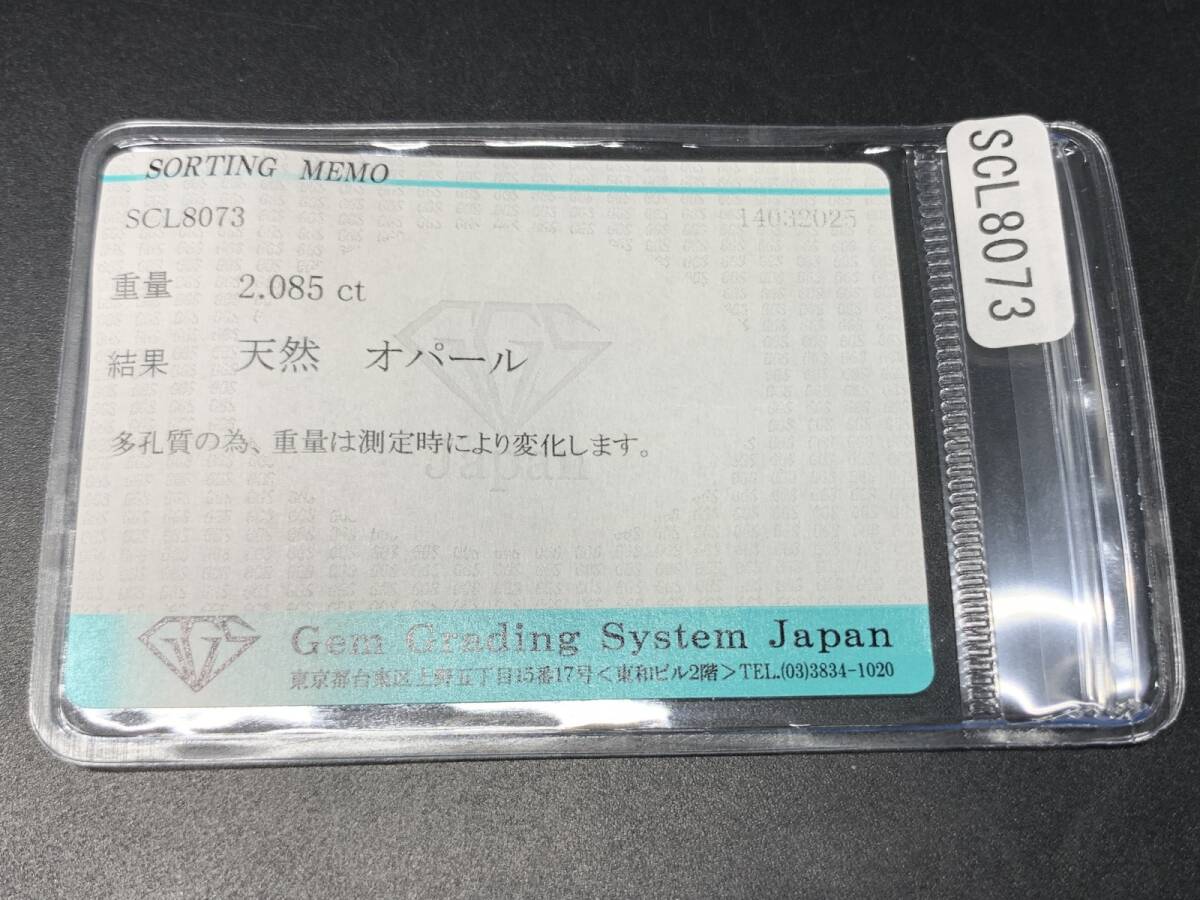 SORTING MEMO
SCL8073 14032025
重量 2.085 ct
結果 天然 オパール
多孔質の為、重量は測定時により変化します。
Japan
GGS Gem Grading System Japan
東京都台東区上野五丁目15番17号<東和ビル2階>TEL.(03)3834-1020
SCL8073